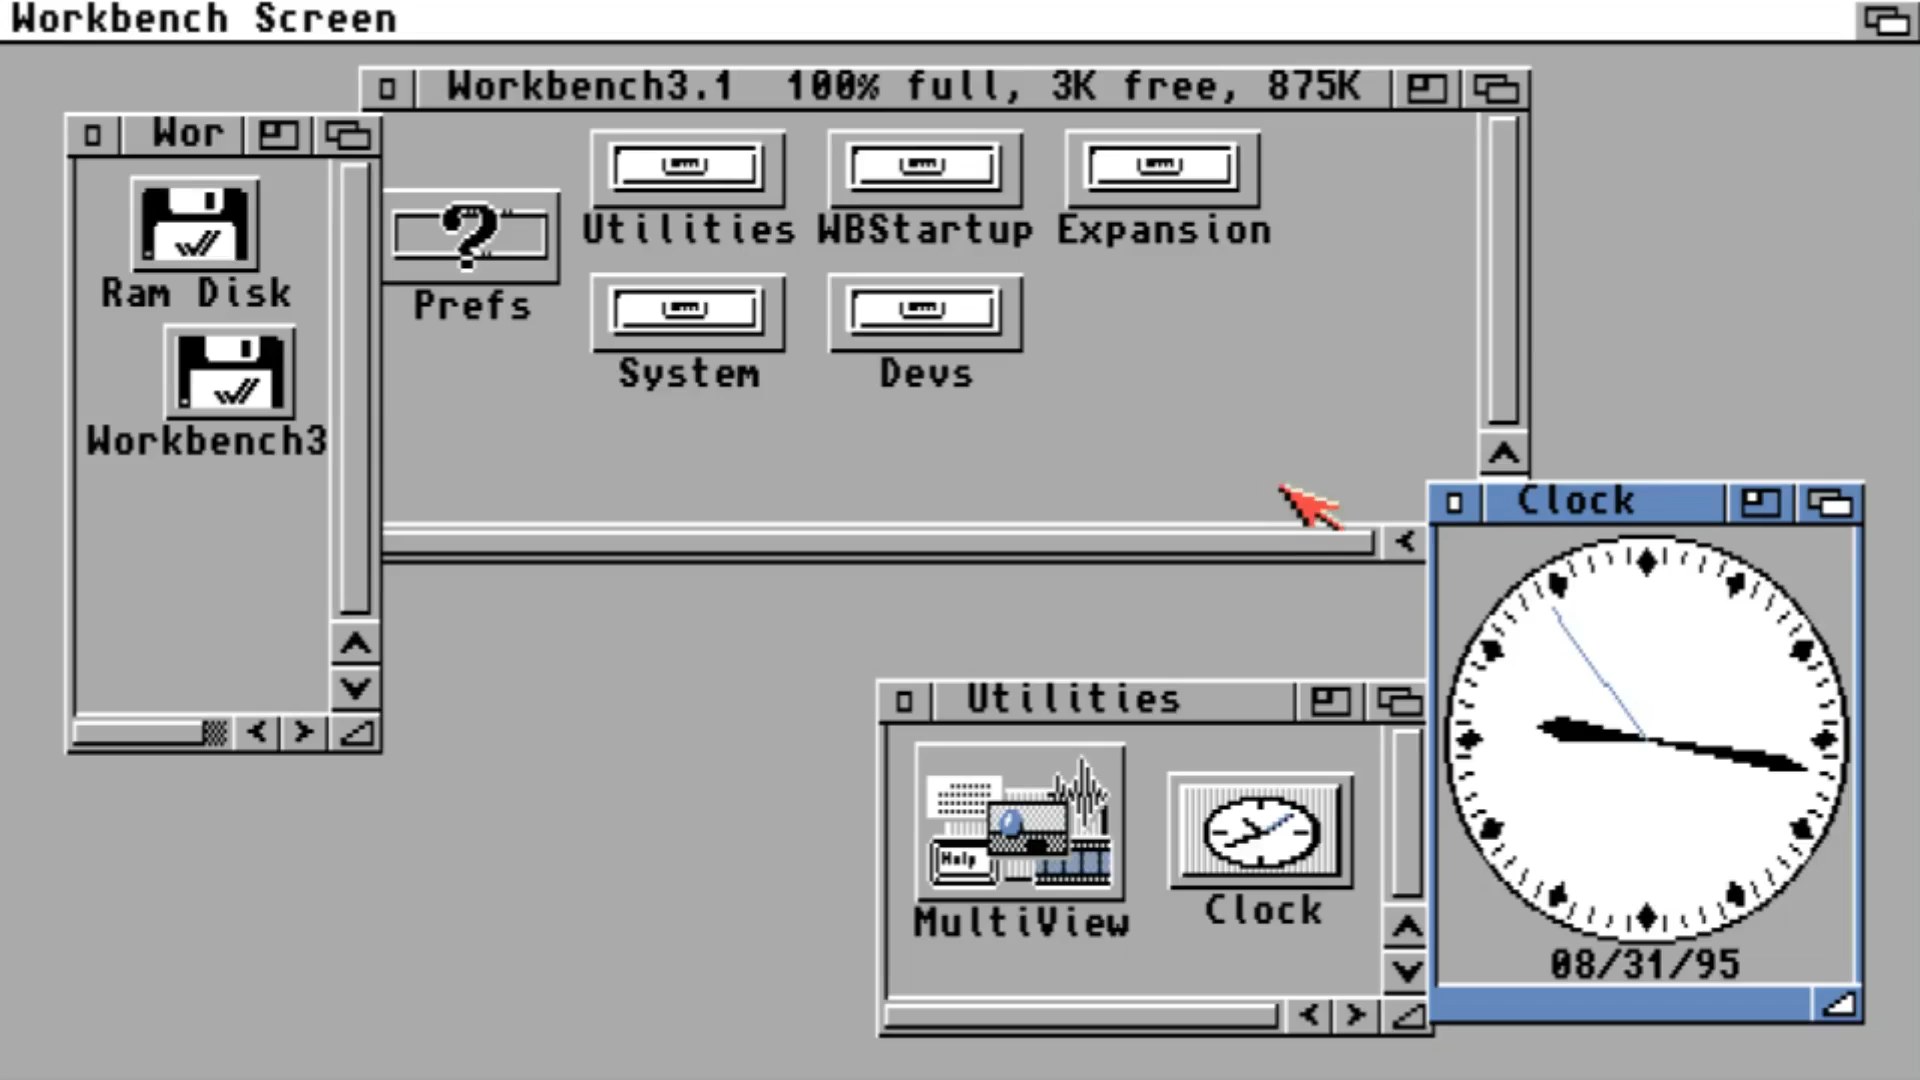 Workbench Screen
Workbench3.1 100% full, 3K free, 875K
Wor
Utilities WBStartup Expansion
Ram Disk
Prefs
System Devs
Workbench3
Clock
Utilities
Help
MultiView Clock
08/31/95